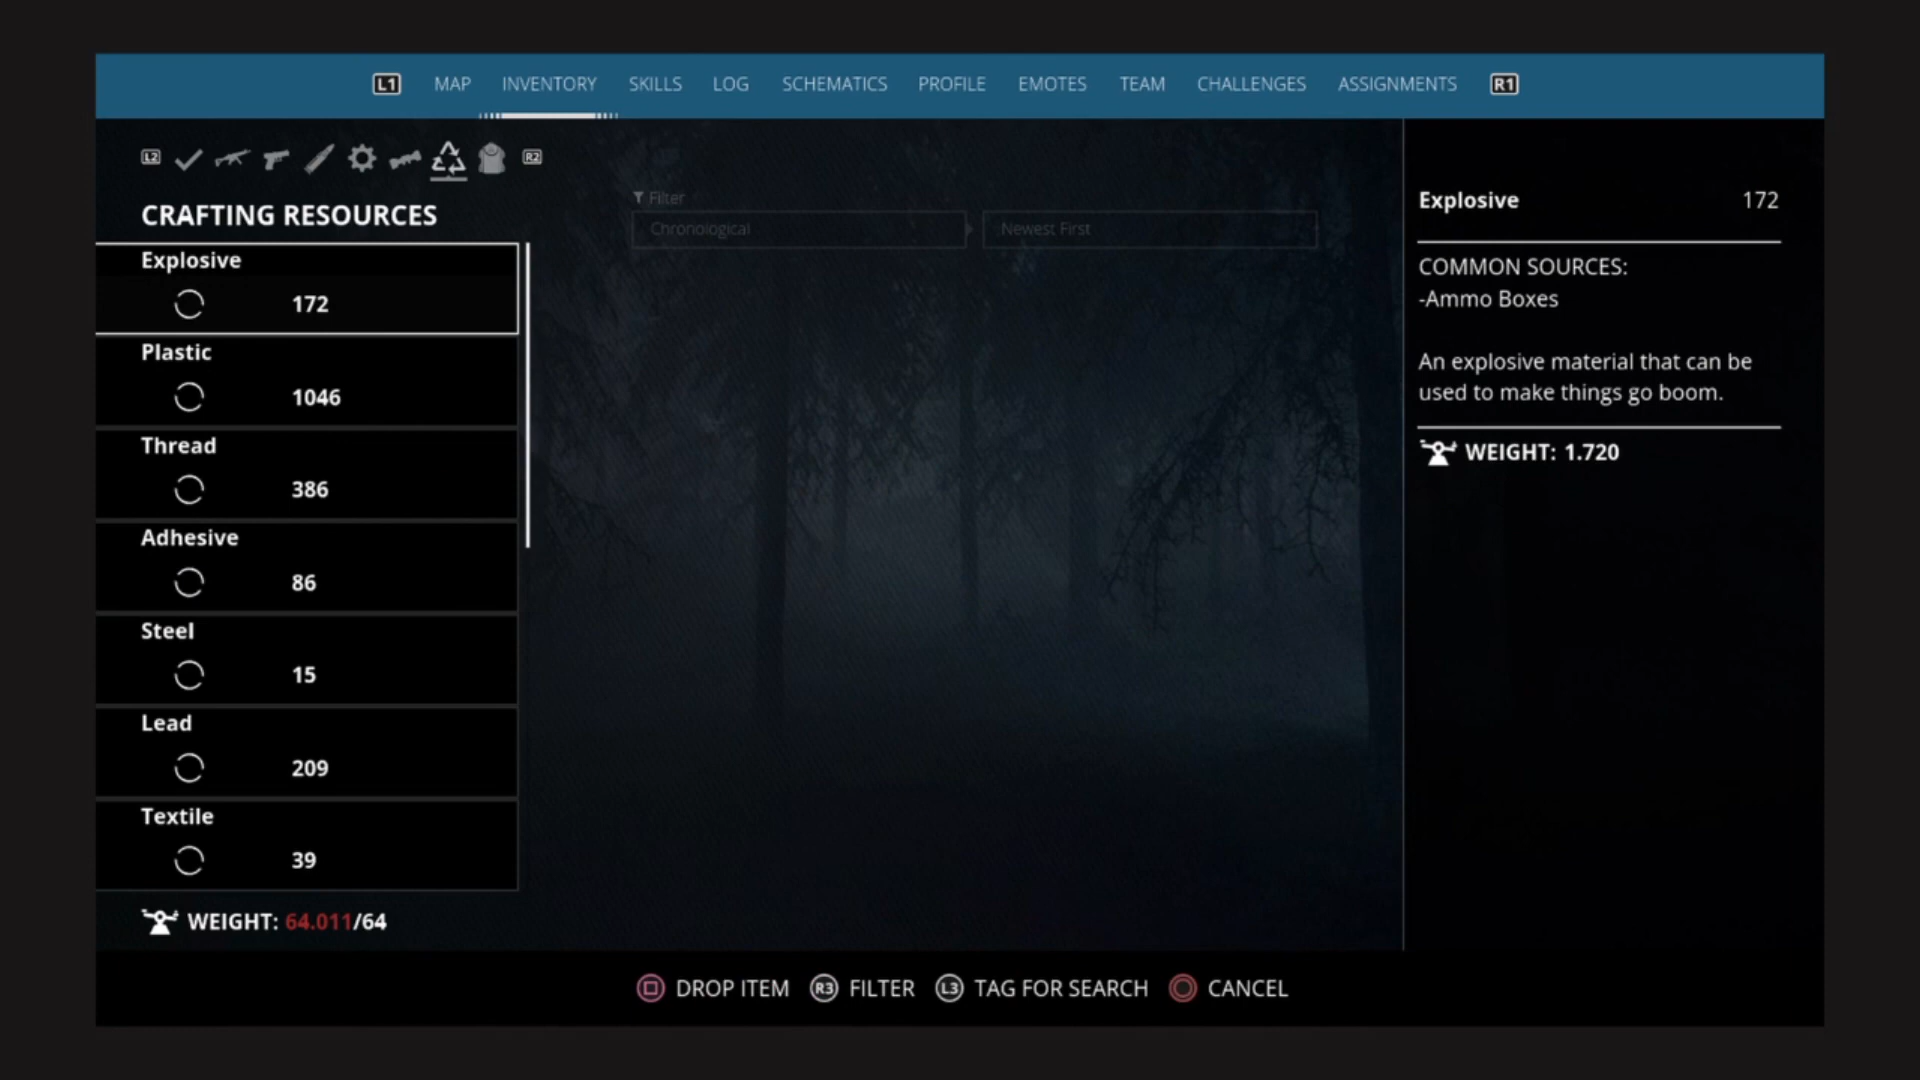 L1 MAP INVENTORY SKILLS LOG SCHEMATICS PROFILE EMOTES TEAM CHALLENGES ASSIGNMENTS R1
L2 R2
CRAFTING RESOURCES
Filter
Chronological Newest First
Explosive
172
Plastic
1046
Thread
386
Adhesive
86
Steel
15
Lead
209
Textile
39
WEIGHT: 64.011/64
Explosive 172
COMMON SOURCES:
-Ammo Boxes
An explosive material that can be
used to make things go boom.
WEIGHT: 1.720
DROP ITEM R3 FILTER L3 TAG FOR SEARCH CANCEL